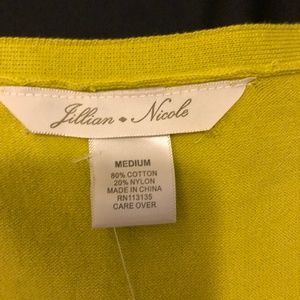 Jillian • Nicole
MEDIUM
80% COTTON
20% NYLON
MADE IN CHINA
RN113135
CARE OVER